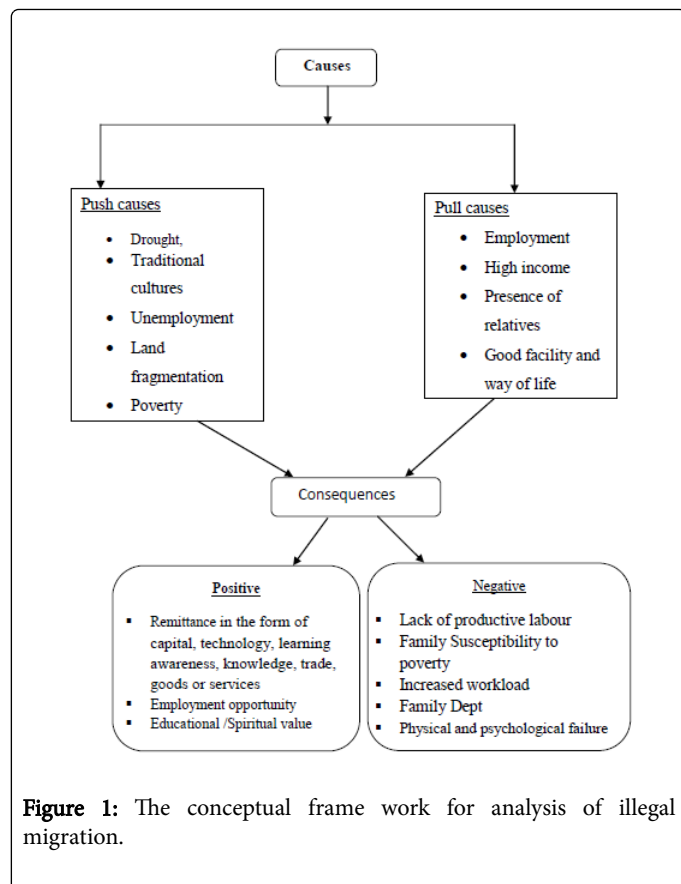 Causes
Push causes
• Drought,
• Traditional
cultures
• Unemployment
• Land
fragmentation
• Poverty
Pull causes
• Employment
• High income
• Presence of
relatives
• Good facility and
way of life
Consequences
Positive
▪ Remittance in the form of
capital, technology, learning
awareness, knowledge, trade,
goods or services
▪ Employment opportunity
▪ Educational /Spiritual value
Negative
▪ Lack of productive labour
▪ Family Susceptibility to
poverty
▪ Increased workload
▪ Family Dept
▪ Physical and psychological failure
Figure 1: The conceptual frame work for analysis of illegal
migration.